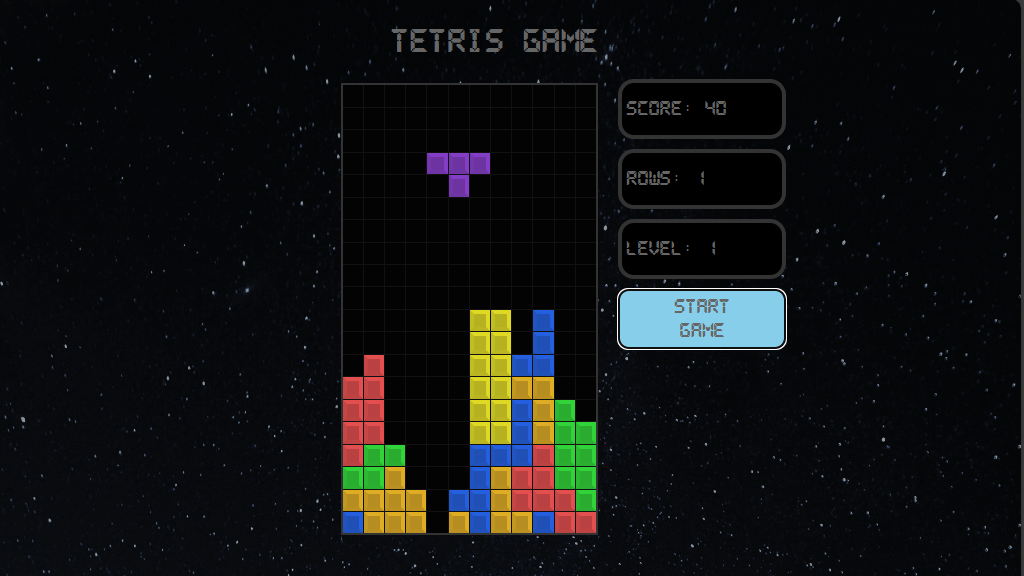 TETRIS GAME
SCORE: 40
ROWS: 1
LEVEL: 1
START
GAME